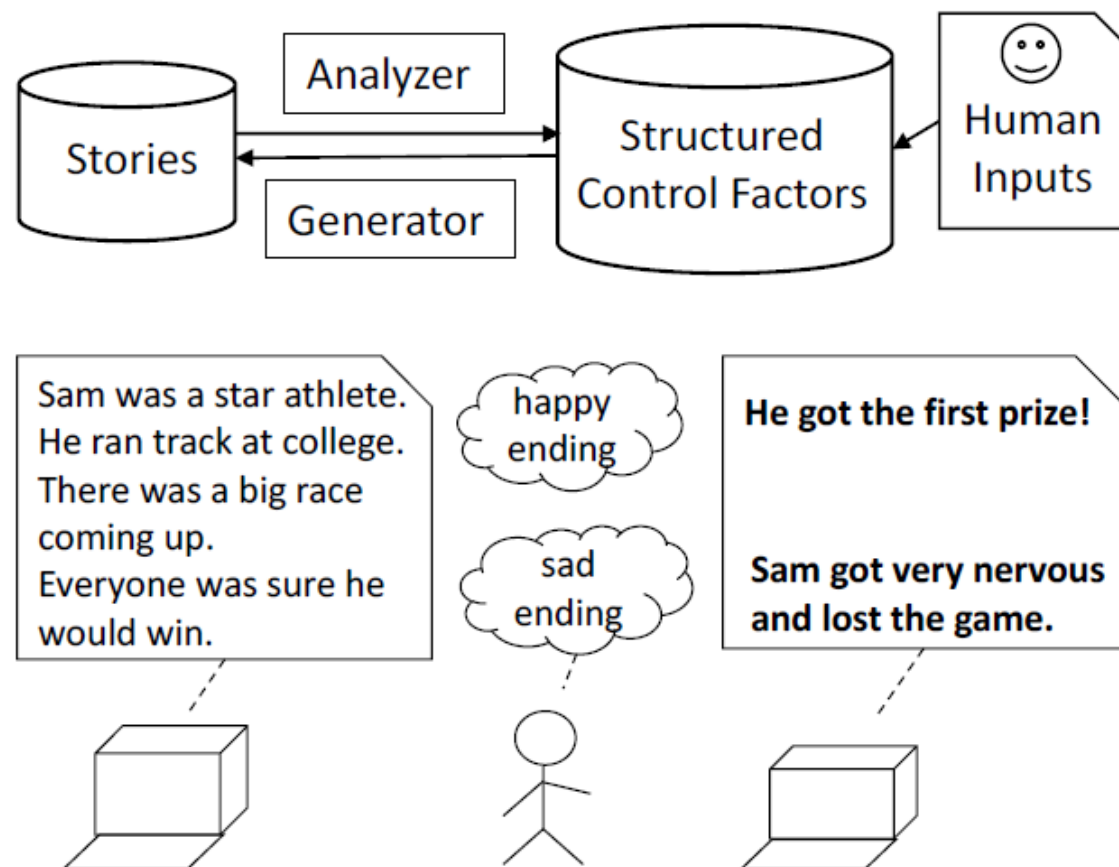 Analyzer
Stories
Generator
Structured
Control Factors
Human
Inputs
Sam was a star athlete.
He ran track at college.
There was a big race
coming up.
Everyone was sure he
would win.
happy
ending
sad
ending
He got the first prize!
Sam got very nervous
and lost the game.